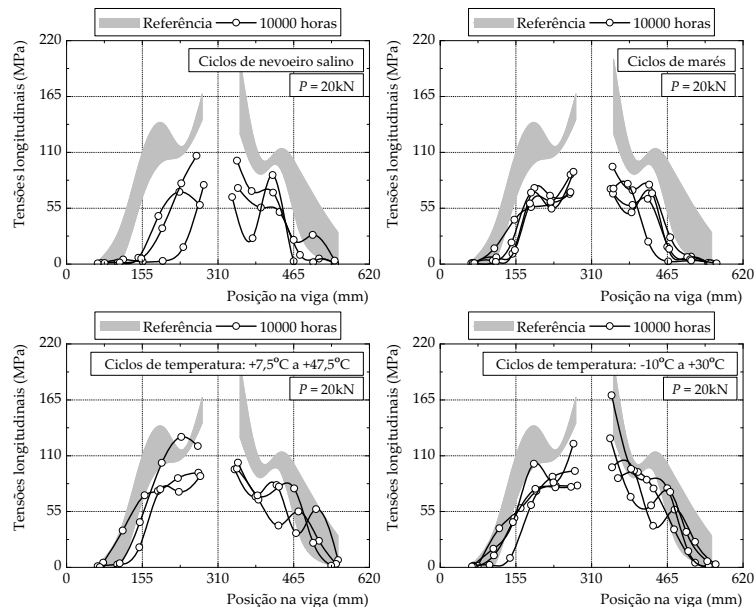 Referência 10000 horas
220
165
110
55
0
Tensões longitudinais (MPa)
Ciclos de nevoeiro salino
P = 20kN
0 155 310 465 620
Posição na viga (mm)
Referência 10000 horas
220
165
110
55
0
Tensões longitudinais (MPa)
Ciclos de marés
P = 20kN
0 155 310 465 620
Posição na viga (mm)
Referência 10000 horas
220
165
110
55
0
Tensões longitudinais (MPa)
Ciclos de temperatura: +7,5ºC a +47,5ºC
P = 20kN
0 155 310 465 620
Posição na viga (mm)
Referência 10000 horas
220
165
110
55
0
Tensões longitudinais (MPa)
Ciclos de temperatura: -10ºC a +30ºC
P = 20kN
0 155 310 465 620
Posição na viga (mm)